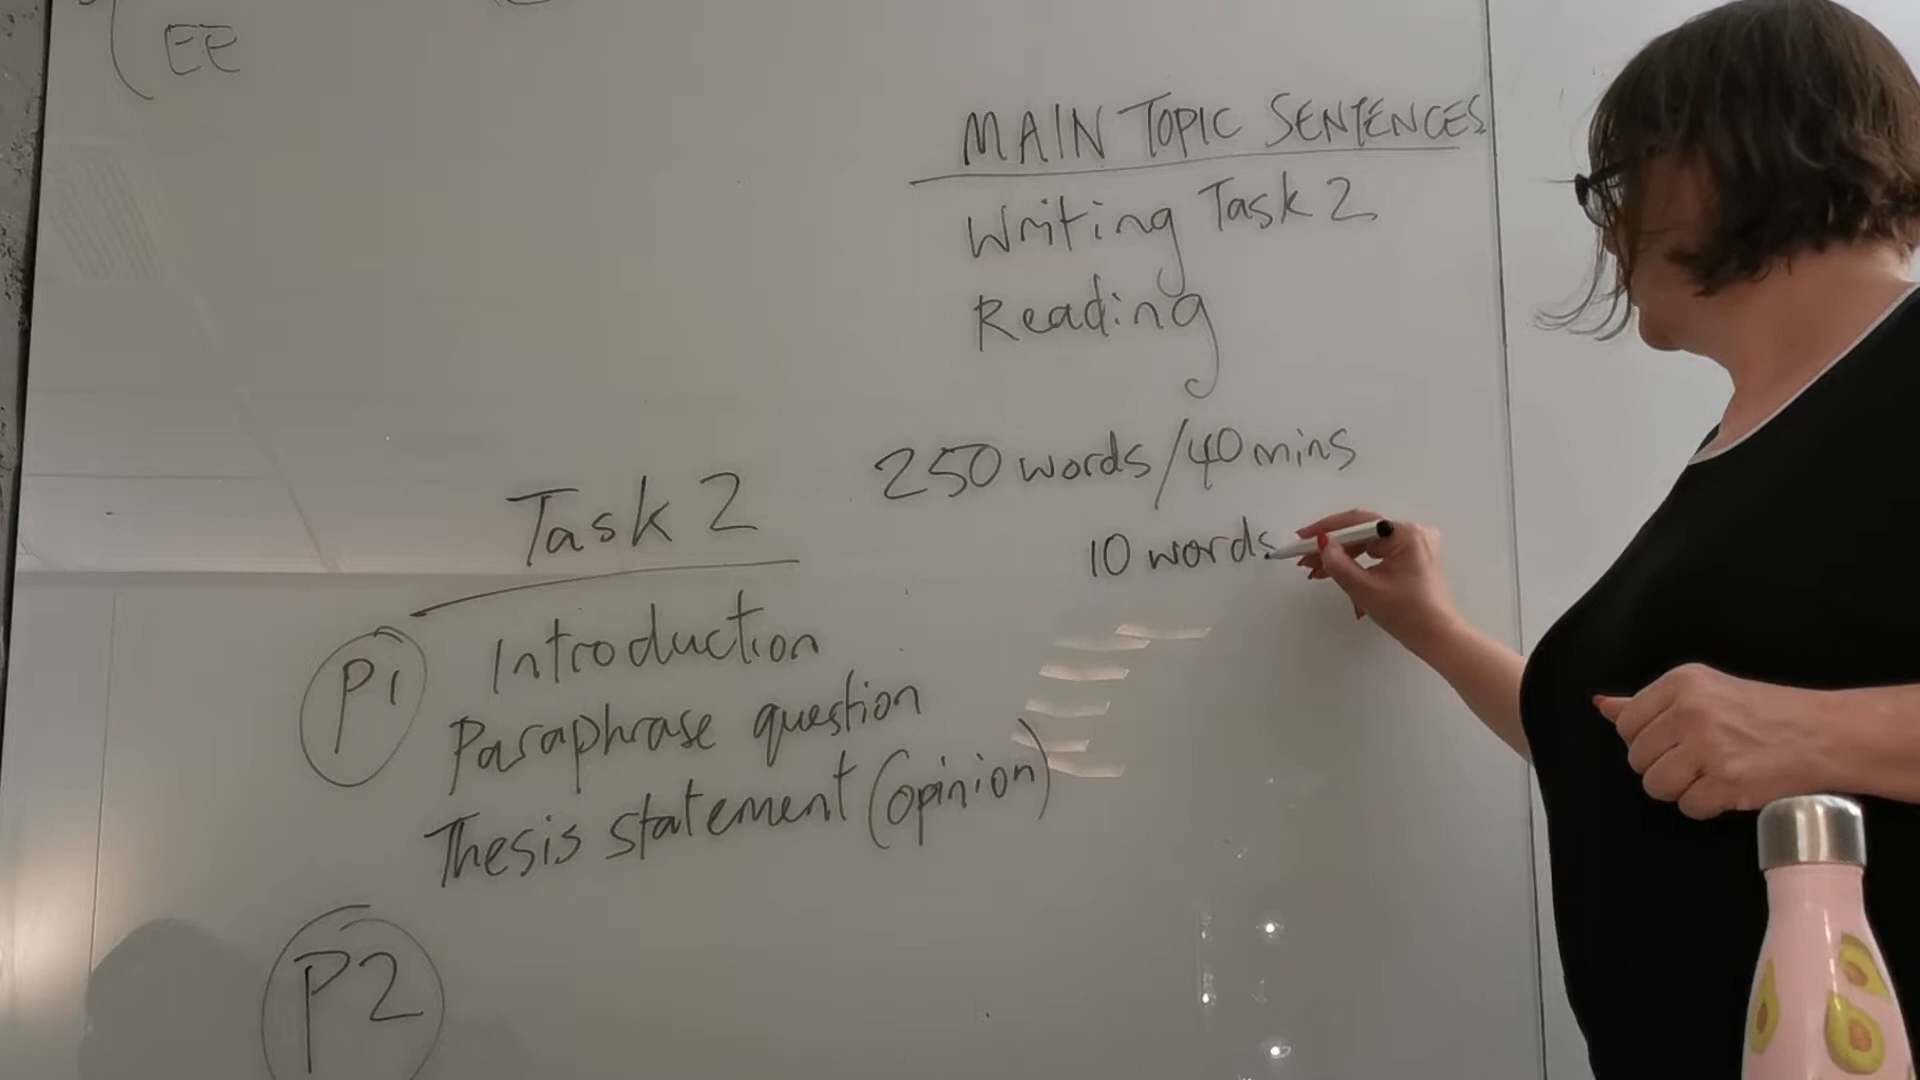 EE
MAIN TOPIC SENTENCES
Writing Task 2
Reading
250 words/40 mins
10 words
Task 2
P1 Introduction
Paraphrase question
Thesis statement (opinion)
P2